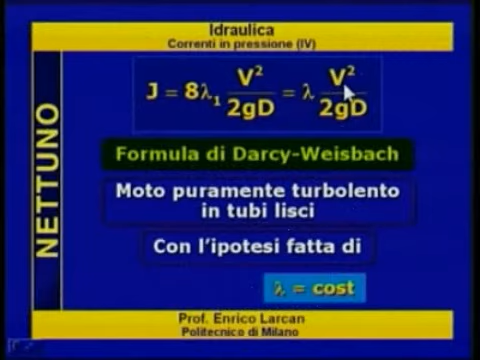 Idraulica
Correnti in pressione (IV)
NETTUNO
J = 8λ₁ V²/2gD = λ V²/2gD
Formula di Darcy-Weisbach
Moto puramente turbolento
in tubi lisci
Con l'ipotesi fatta di
λ = cost
Prof. Enrico Larcan
Politecnico di Milano